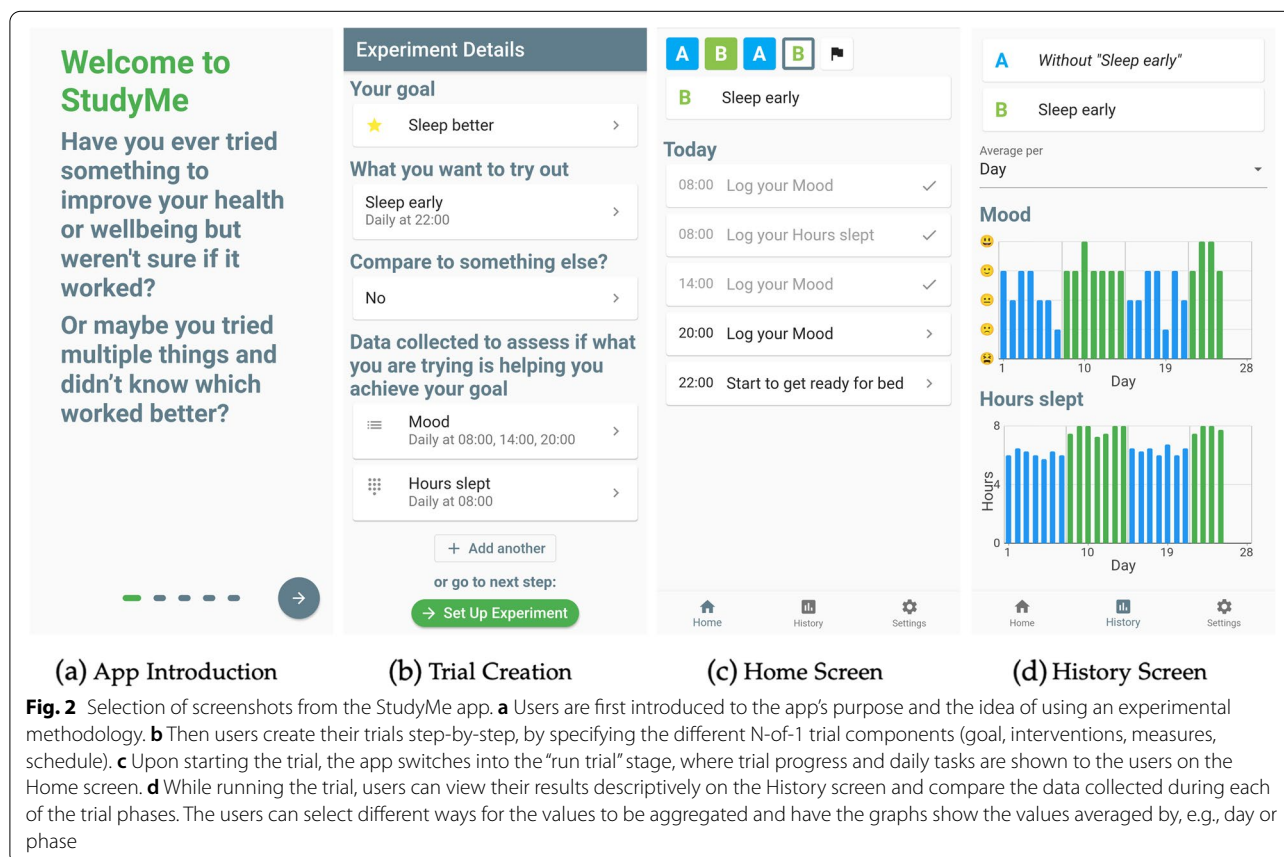 Welcome to
StudyMe
Have you ever tried
something to
improve your health
or wellbeing but
weren't sure if it
worked?
Or maybe you tried
multiple things and
didn't know which
worked better?
(a) App Introduction
Experiment Details
Your goal
Sleep better
What you want to try out
Sleep early
Daily at 22:00
Compare to something else?
No
Data collected to assess if what
you are trying is helping you
achieve your goal
Mood
Daily at 08:00, 14:00, 20:00
Hours slept
Daily at 08:00
+ Add another
or go to next step:
→ Set Up Experiment
(b) Trial Creation
A B A B
B Sleep early
Today
08:00 Log your Mood
08:00 Log your Hours slept
14:00 Log your Mood
20:00 Log your Mood
22:00 Start to get ready for bed
Home History Settings
(c) Home Screen
A Without "Sleep early"
B Sleep early
Average per
Day
Mood
1 10 19 28
Day
Hours slept
8
4
0
Hours
1 10 19 28
Day
Home History Settings
(d) History Screen
Fig. 2 Selection of screenshots from the StudyMe app. a Users are first introduced to the app's purpose and the idea of using an experimental
methodology. b Then users create their trials step-by-step, by specifying the different N-of-1 trial components (goal, interventions, measures,
schedule). c Upon starting the trial, the app switches into the "run trial" stage, where trial progress and daily tasks are shown to the users on the
Home screen. d While running the trial, users can view their results descriptively on the History screen and compare the data collected during each
of the trial phases. The users can select different ways for the values to be aggregated and have the graphs show the values averaged by, e.g., day or
phase